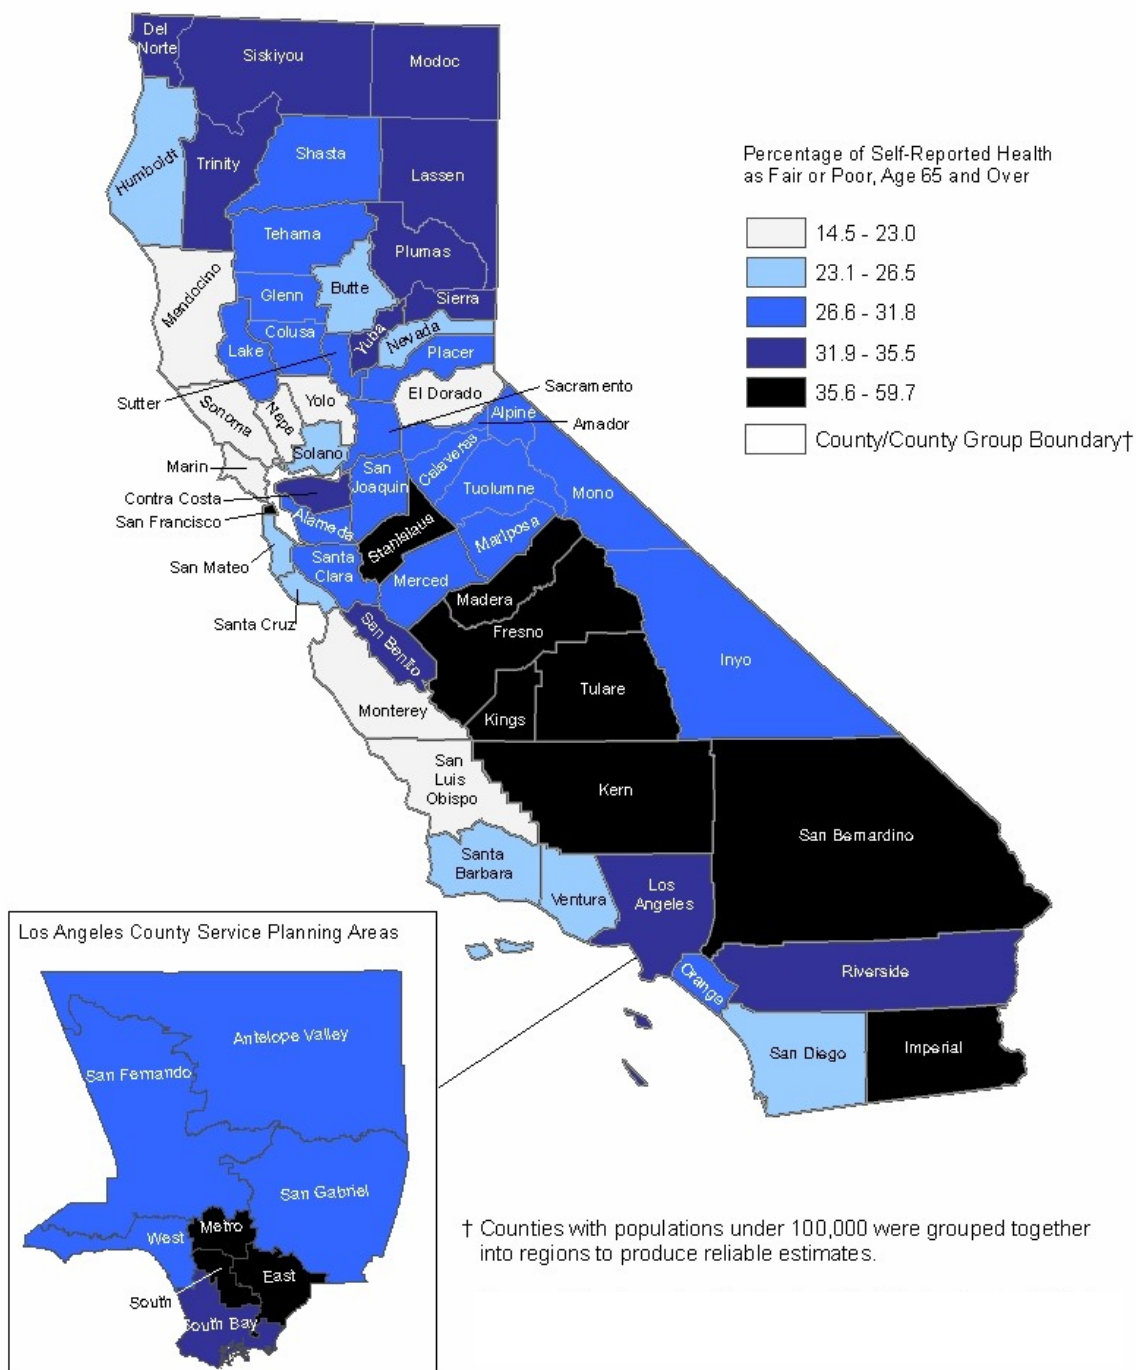 Del
Norte
Siskiyou
Modoc
Humboldt
Trinity
Shasta
Lassen
Tehama
Plumas
Mendocino
Glenn
Butte
Sierra
Colusa
Lake
Yuba
Nevada
Placer
Sutter
Sonoma
Napa
Yolo
El Dorado
Sacramento
Alpine
Amador
Solano
Marin
San
Joaquin
Calaveras
Contra Costa
Tuolumne
Mono
San Francisco
Alameda
Stanislaus
Mariposa
San Mateo
Santa
Clara
Merced
Madera
Santa Cruz
San Benito
Fresno
Inyo
Tulare
Monterey
Kings
San
Luis
Obispo
Kern
San Bernardino
Santa
Barbara
Ventura
Los
Angeles
Orange
Riverside
San Diego
Imperial
Percentage of Self-Reported Health
as Fair or Poor, Age 65 and Over
14.5 - 23.0
23.1 - 26.5
26.6 - 31.8
31.9 - 35.5
35.6 - 59.7
County/County Group Boundary†
Los Angeles County Service Planning Areas
Antelope Valley
San Fernando
San Gabriel
West
Metro
East
South
South Bay
† Counties with populations under 100,000 were grouped together
into regions to produce reliable estimates.